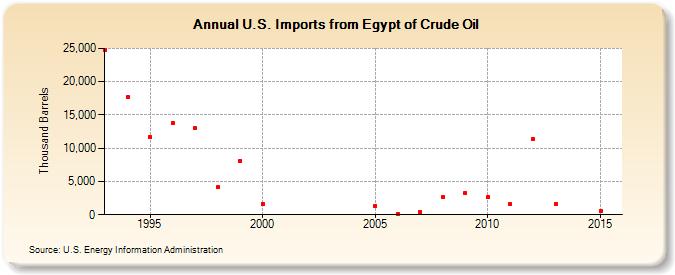 Annual U.S. Imports from Egypt of Crude Oil
Thousand Barrels
25,000
20,000
15,000
10,000
5,000
0
1995 2000 2005 2010 2015
Source: U.S. Energy Information Administration